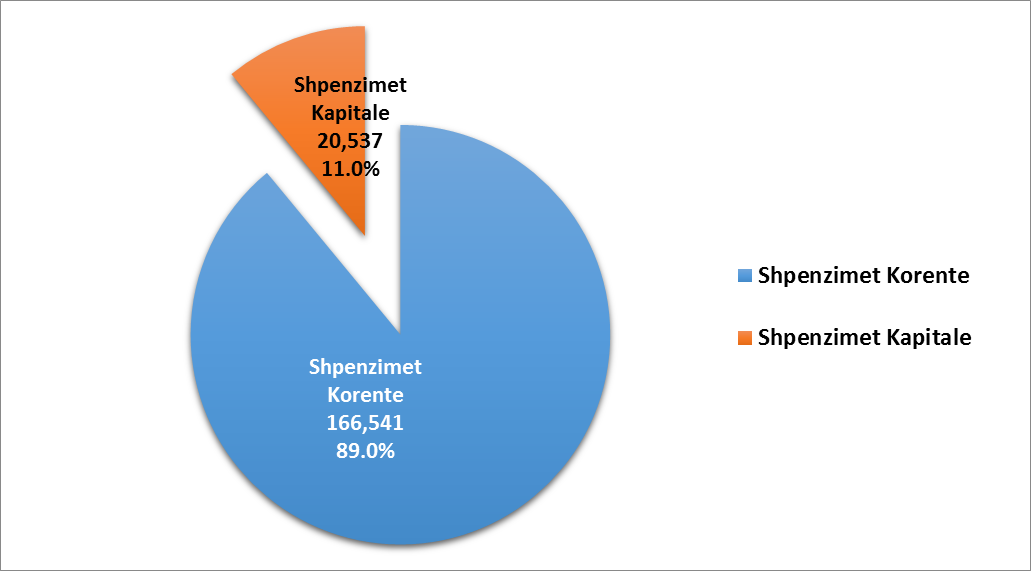 Shpenzimet
Kapitale
20,537
11.0%
Shpenzimet
Korente
166,541
89.0%
Shpenzimet Korente
Shpenzimet Kapitale